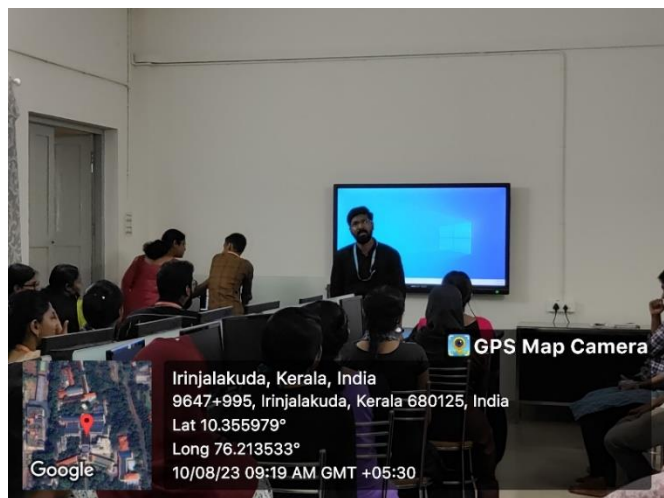 GPS Map Camera
Irinjalakuda, Kerala, India
9647+995, Irinjalakuda, Kerala 680125, India
Lat 10.355979°
Long 76.213533°
10/08/23 09:19 AM GMT +05:30
Google